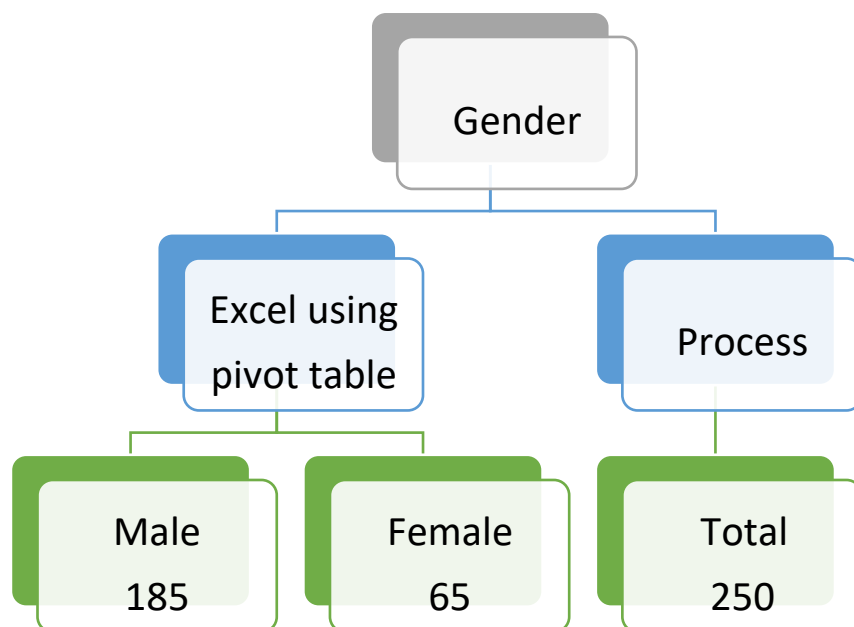 Gender
Excel using
pivot table
Process
Male
185
Female
65
Total
250